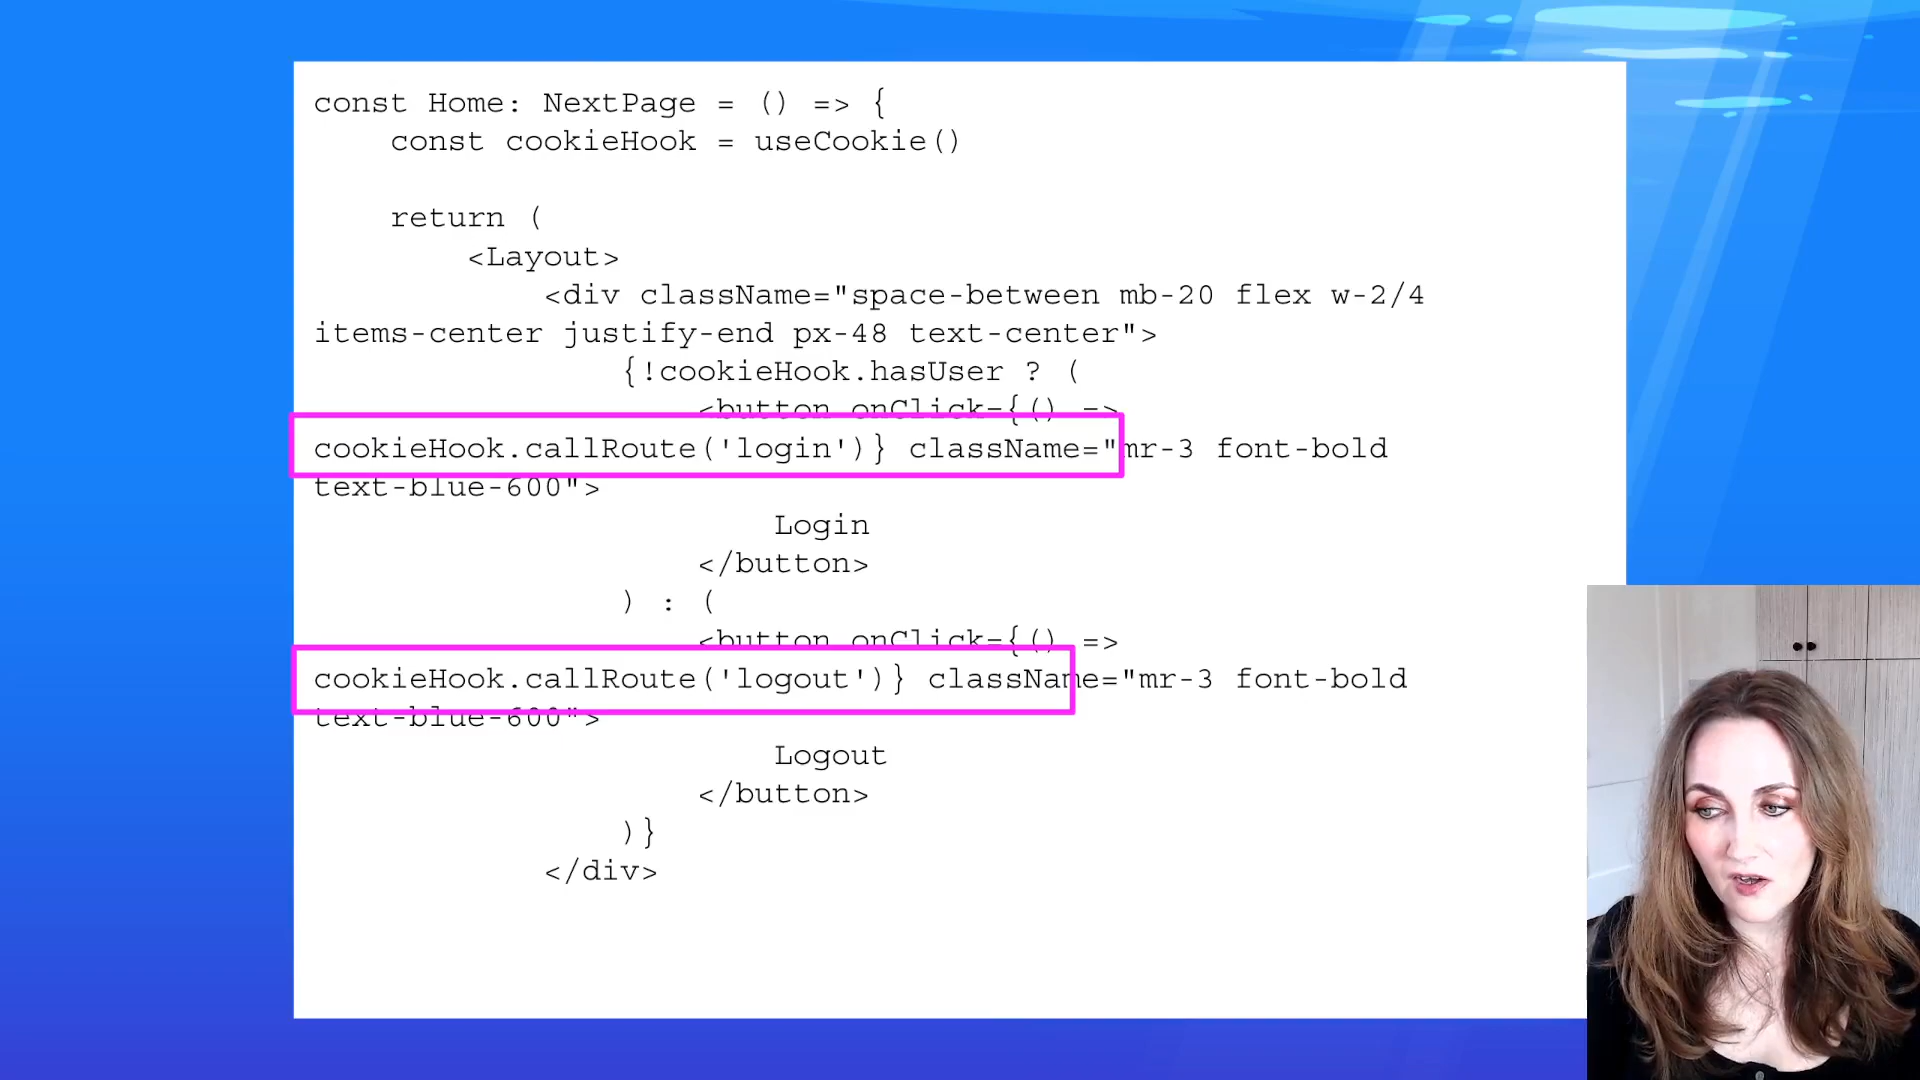 const Home: NextPage = () => {
const cookieHook = useCookie()
return (
<Layout>
<div className="space-between mb-20 flex w-2/4
items-center justify-end px-48 text-center">
{!cookieHook.hasUser ? (
<button onClick={() =>
cookieHook.callRoute('login')} className="mr-3 font-bold
text-blue-600">
Login
</button>
) : (
<button onClick={() =>
cookieHook.callRoute('logout')} className="mr-3 font-bold
text-blue-600">
Logout
</button>
)}
</div>